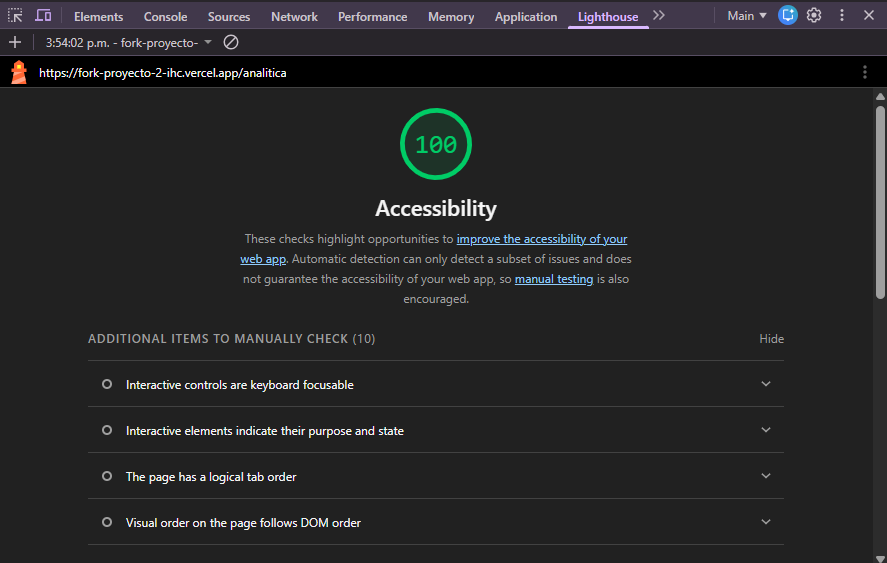 Elements Console Sources Network Performance Memory Application Lighthouse Main
3:54:02 p.m. - fork-proyecto-
https://fork-proyecto-2-ihc.vercel.app/analitica
100
Accessibility
These checks highlight opportunities to improve the accessibility of your
web app. Automatic detection can only detect a subset of issues and does
not guarantee the accessibility of your web app, so manual testing is also
encouraged.
ADDITIONAL ITEMS TO MANUALLY CHECK (10) Hide
Interactive controls are keyboard focusable
Interactive elements indicate their purpose and state
The page has a logical tab order
Visual order on the page follows DOM order